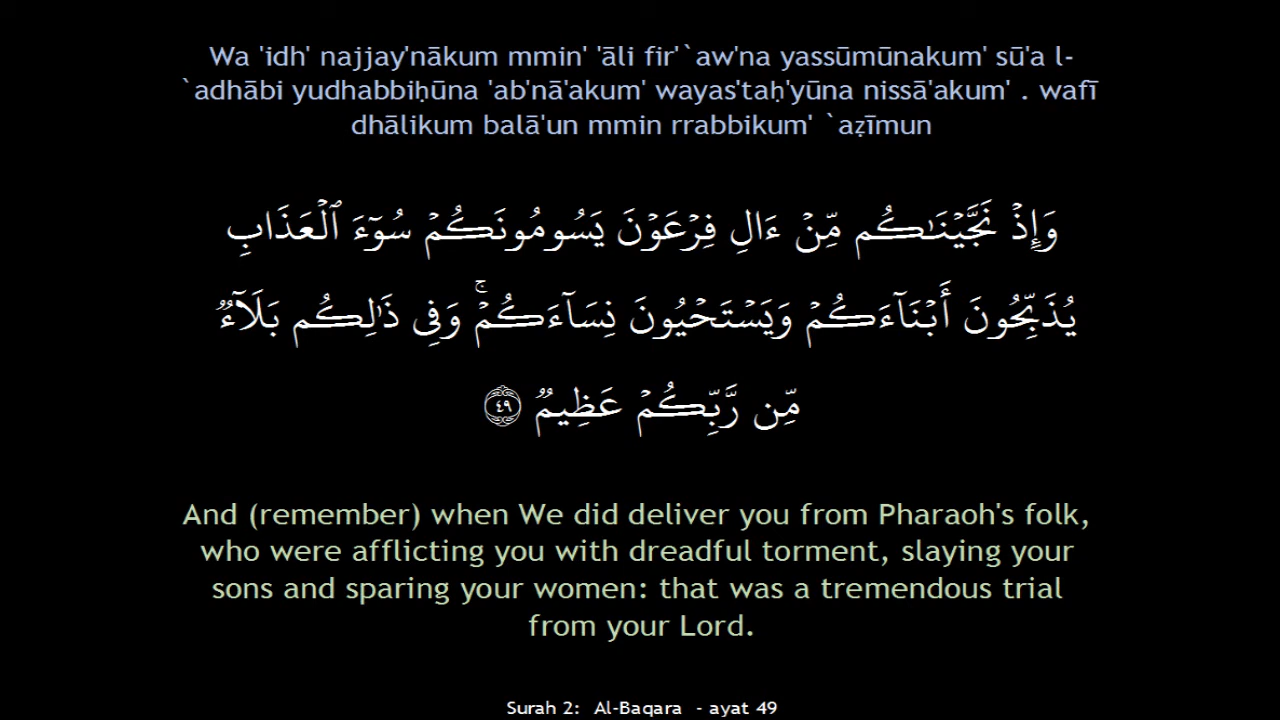 Wa 'idh' najjay'nākum mmin' 'āli fir'`aw'na yassūmūnakum' sū'a l-
`adhābi yudhabbiḥūna 'ab'nā'akum' wayas'taḥ'yūna nissā'akum' . wafī
dhālikum balā'un mmin rrabbikum' `aẓīmun
وَإِذۡ نَجَّيۡنَٰكُم مِّنۡ ءَالِ فِرۡعَوۡنَ يَسُومُونَكُمۡ سُوٓءَ ٱلۡعَذَابِ
يُذَبِّحُونَ أَبۡنَآءَكُمۡ وَيَسۡتَحۡيُونَ نِسَآءَكُمۡۚ وَفِي ذَٰلِكُم بَلَآءٞ
مِّن رَّبِّكُمۡ عَظِيمٞ ٤٩
And (remember) when We did deliver you from Pharaoh's folk,
who were afflicting you with dreadful torment, slaying your
sons and sparing your women: that was a tremendous trial
from your Lord.
Surah 2: Al-Baqara - ayat 49